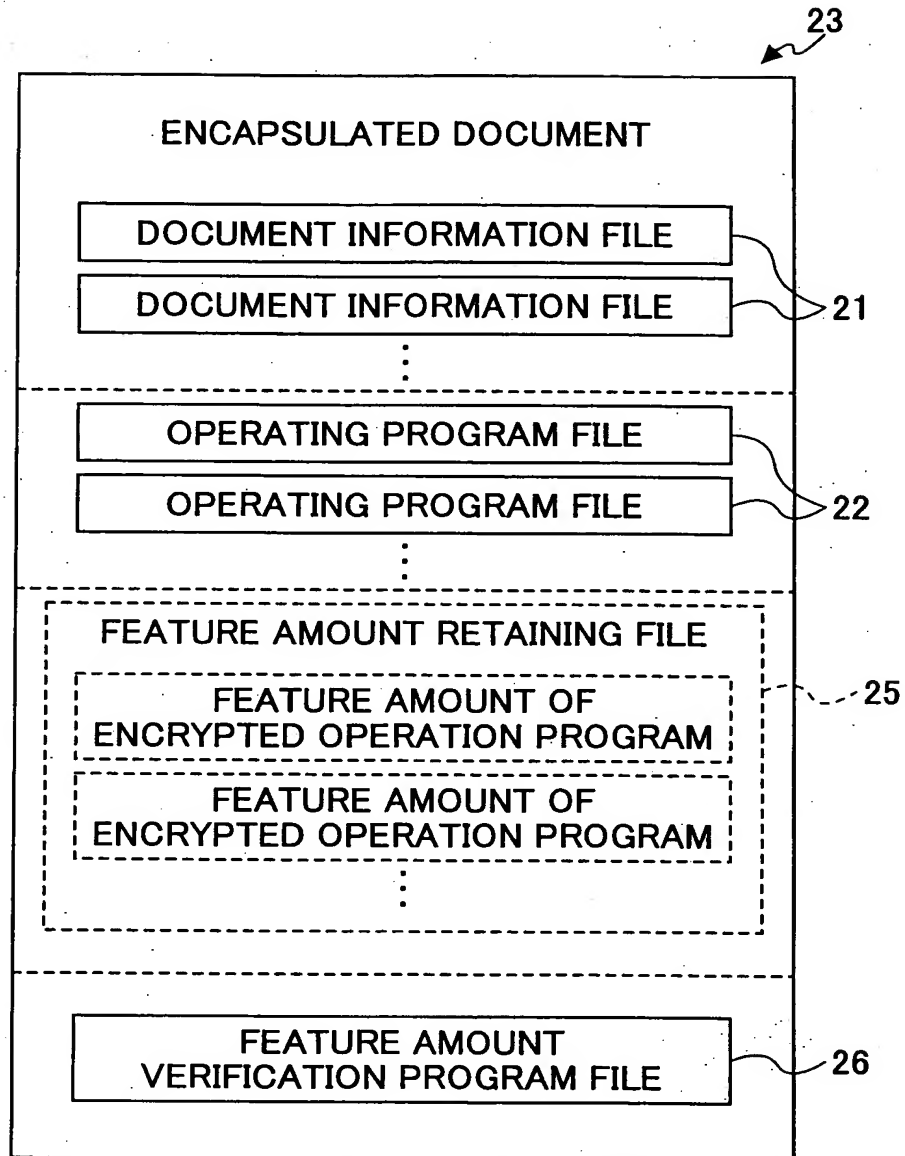 23
ENCAPSULATED DOCUMENT
DOCUMENT INFORMATION FILE
DOCUMENT INFORMATION FILE
21
OPERATING PROGRAM FILE
OPERATING PROGRAM FILE
22
FEATURE AMOUNT RETAINING FILE
FEATURE AMOUNT OF
ENCRYPTED OPERATION PROGRAM
25
FEATURE AMOUNT OF
ENCRYPTED OPERATION PROGRAM
FEATURE AMOUNT
VERIFICATION PROGRAM FILE
26